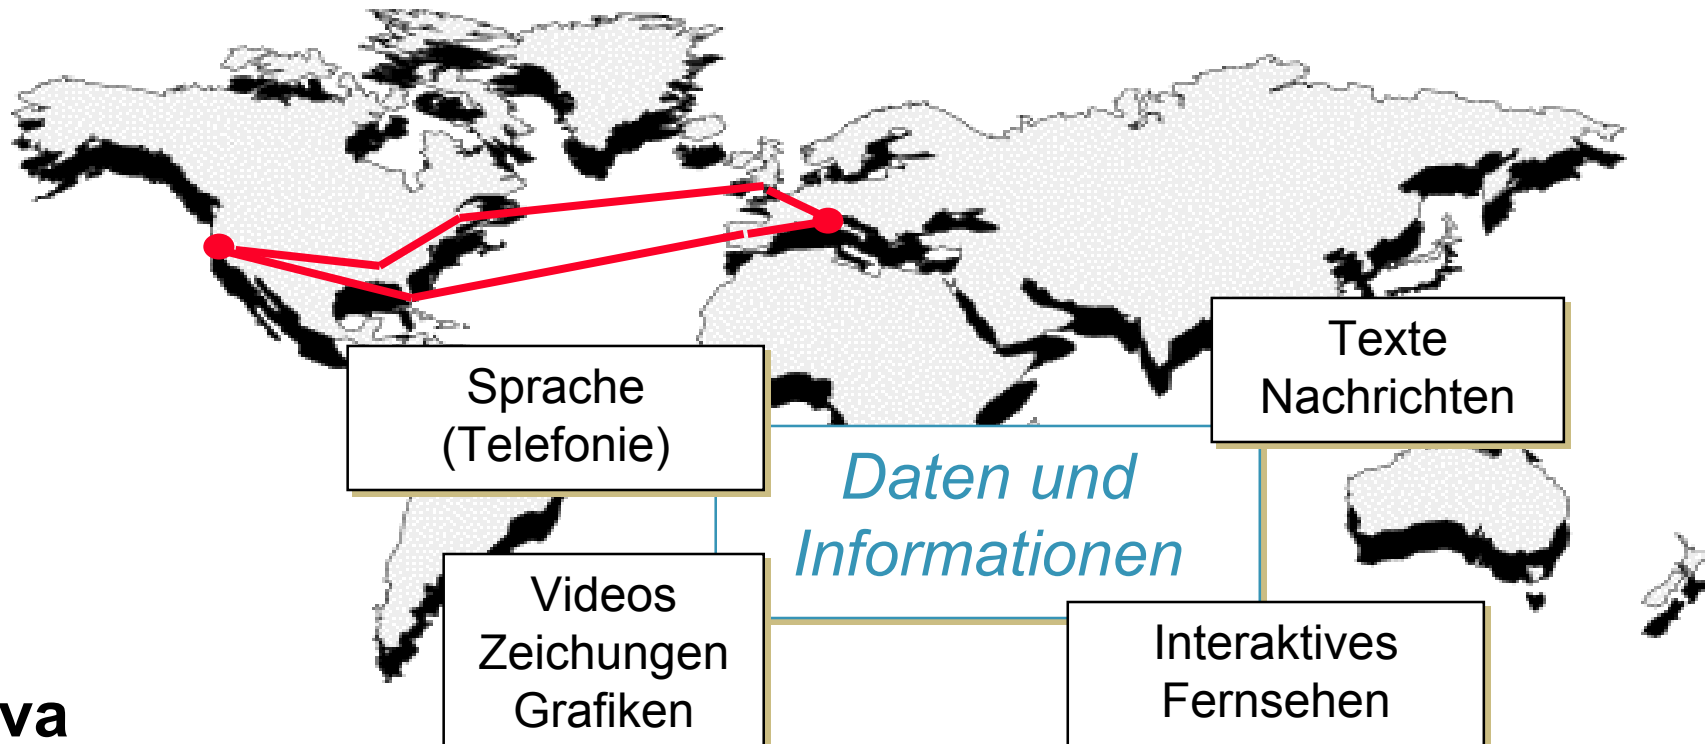 Texte
Nachrichten
Sprache
(Telefonie)
Daten und
Informationen
Videos
Zeichungen
Grafiken
Interaktives
Fernsehen
va